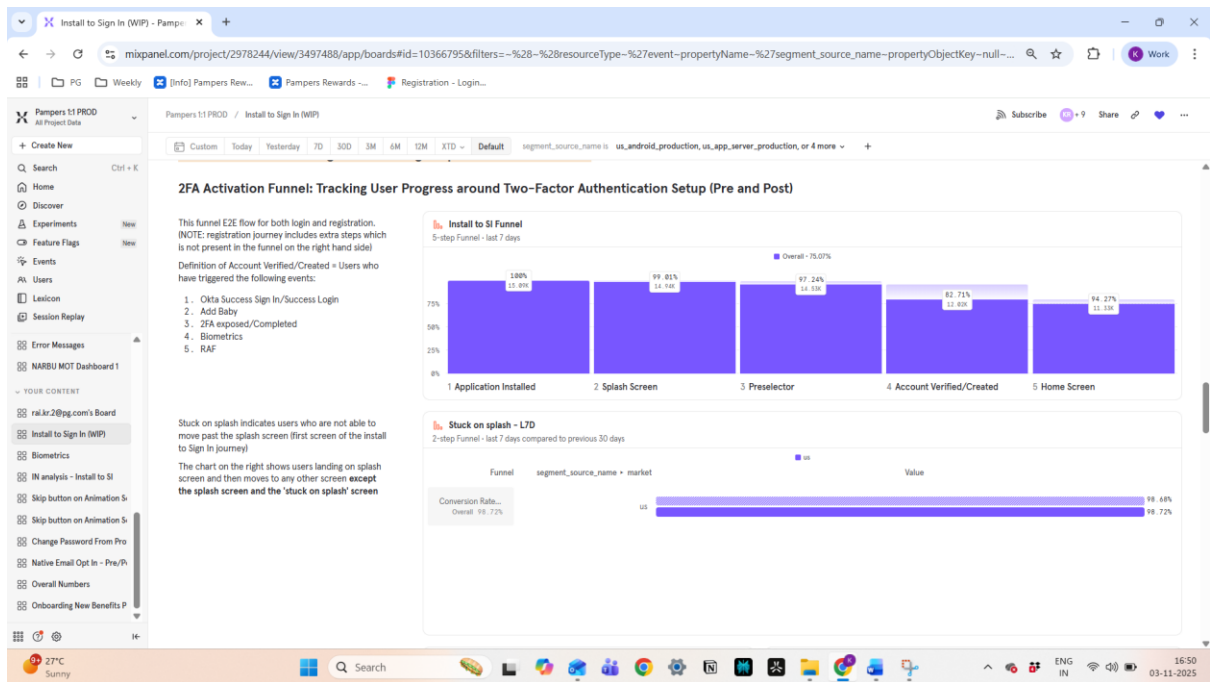 Install to Sign In (WIP) - Pampe
mixpanel.com/project/2978244/view/3497488/app/boards#id=10366795&filters=~%28~%28resourceType~%27event~propertyName~%27segment_source_name~propertyObjectKey~null~...
K Work
PG
Weekly
[Info] Pampers Rew...
Pampers Rewards -...
Registration - Login...
Pampers 1:1 PROD
All Project Data
Pampers 1:1 PROD / Install to Sign In (WIP)
Subscribe
+ 9
Share
+ Create New
Custom
Today
Yesterday
7D
30D
3M
6M
12M
XTD
Default
segment_source_name is us_android_production, us_app_server_production, or 4 more
Search Ctrl + K
Home
Discover
Experiments New
Feature Flags New
Events
Users
Lexicon
Session Replay
Error Messages
NARBU MOT Dashboard 1
YOUR CONTENT
rai.kr.2@pg.com's Board
Install to Sign In (WIP)
Biometrics
IN analysis - Install to SI
Skip button on Animation S
Skip button on Animation S
Change Password From Pro
Native Email Opt In - Pre/P
Overall Numbers
Onboarding New Benefits P
2FA Activation Funnel: Tracking User Progress around Two-Factor Authentication Setup (Pre and Post)
This funnel E2E flow for both login and registration.
(NOTE: registration journey includes extra steps which
is not present in the funnel on the right hand side)
Definition of Account Verified/Created = Users who
have triggered the following events:
1. Okta Success Sign In/Success Login
2. Add Baby
3. 2FA exposed/Completed
4. Biometrics
5. RAF
Install to SI Funnel
5-step Funnel - last 7 days
Overall - 75.07%
100%
15.09K
99.01%
14.94K
97.24%
14.53K
82.71%
12.02K
94.27%
11.33K
75%
50%
25%
0%
1 Application Installed
2 Splash Screen
3 Preselector
4 Account Verified/Created
5 Home Screen
Stuck on splash indicates users who are not able to
move past the splash screen (first screen of the install
to Sign In journey)
The chart on the right shows users landing on splash
screen and then moves to any other screen except
the splash screen and the 'stuck on splash' screen
Stuck on splash - L7D
2-step Funnel - last 7 days compared to previous 30 days
us
Funnel
segment_source_name • market
Value
Conversion Rate...
Overall 98.72%
us
98.68%
98.72%
9+
27°C
Sunny
Search
ENG
IN
16:50
03-11-2025